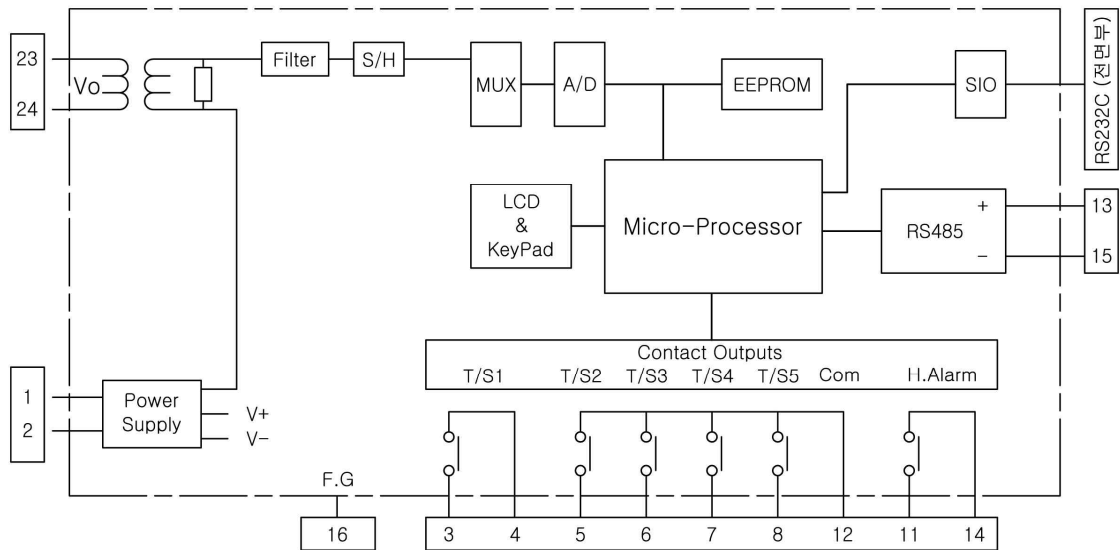 23
24
Vo
Filter
S/H
MUX
A/D
EEPROM
SIO
RS232C (전면부)
LCD
&
KeyPad
Micro-Processor
RS485
+
-
13
15
Contact Outputs
T/S1 T/S2 T/S3 T/S4 T/S5 Com H.Alarm
1
2
Power
Supply
V+
V-
F.G
16
3 4 5 6 7 8 12 11 14